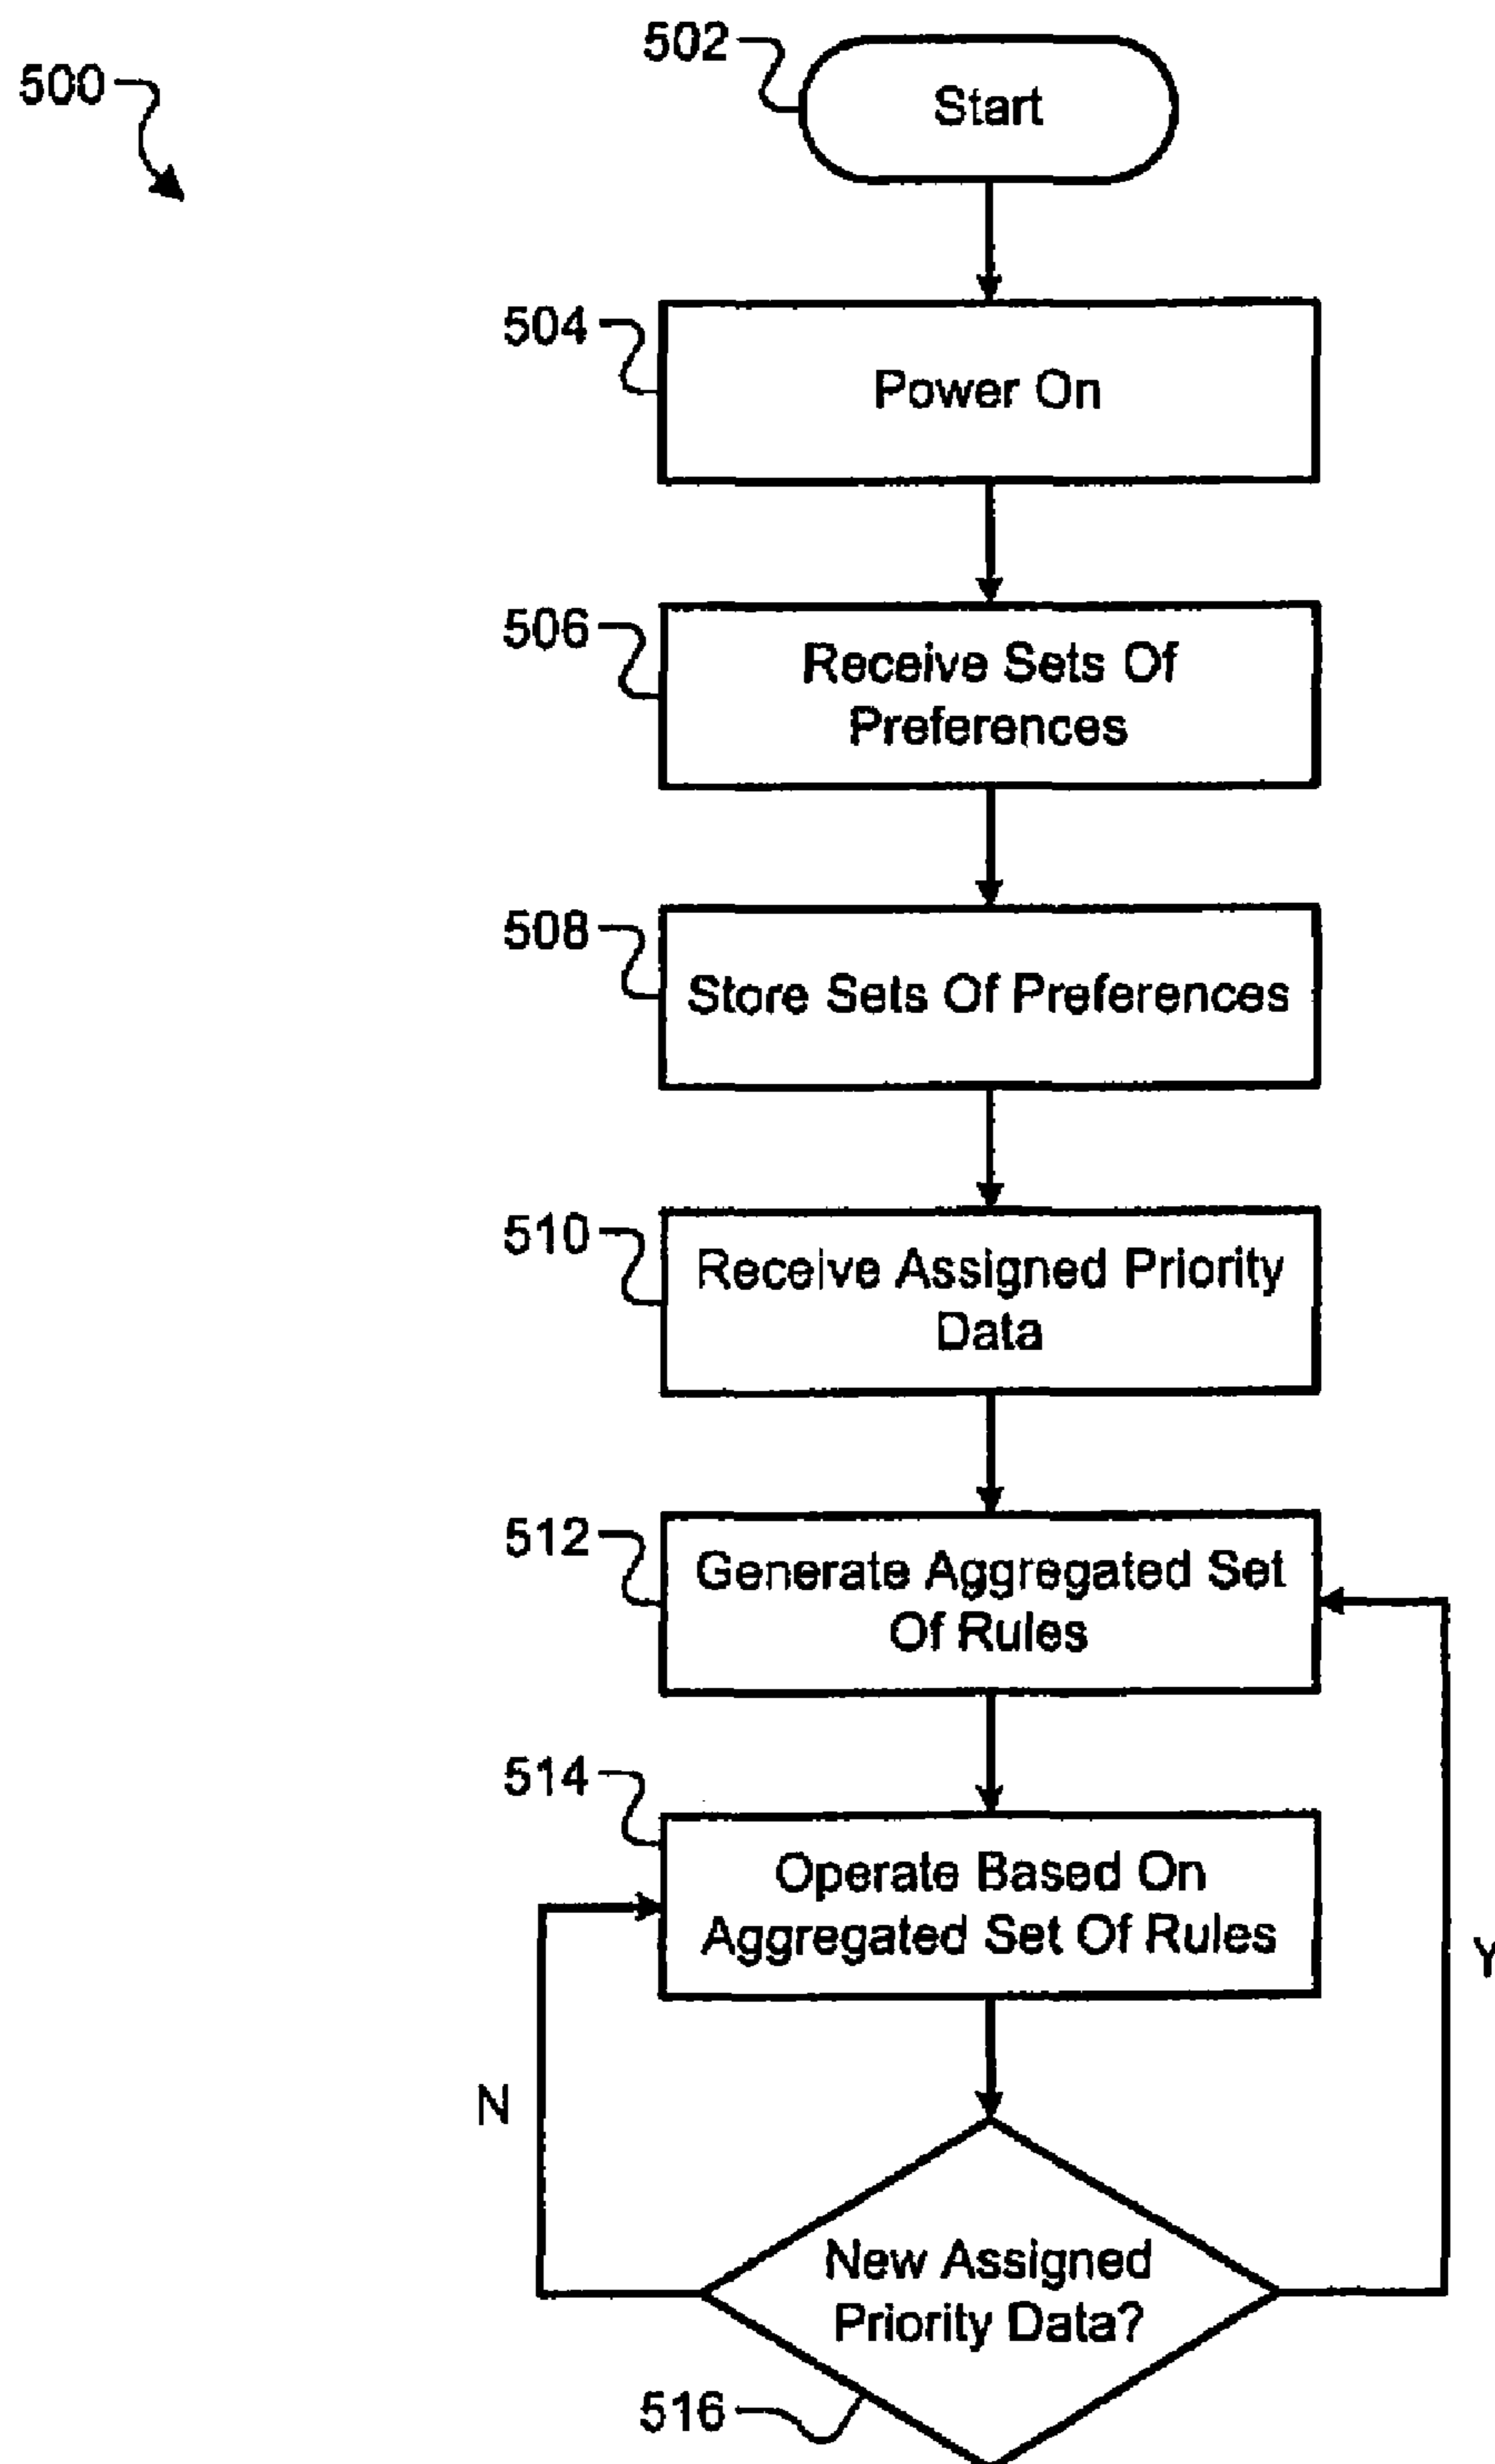 500
502
Start
504
Power On
506
Receive Sets Of
Preferences
508
Store Sets Of Preferences
510
Receive Assigned Priority
Data
512
Generate Aggregated Set
Of Rules
514
Operate Based On
Aggregated Set Of Rules
N
Y
New Assigned
Priority Data?
516